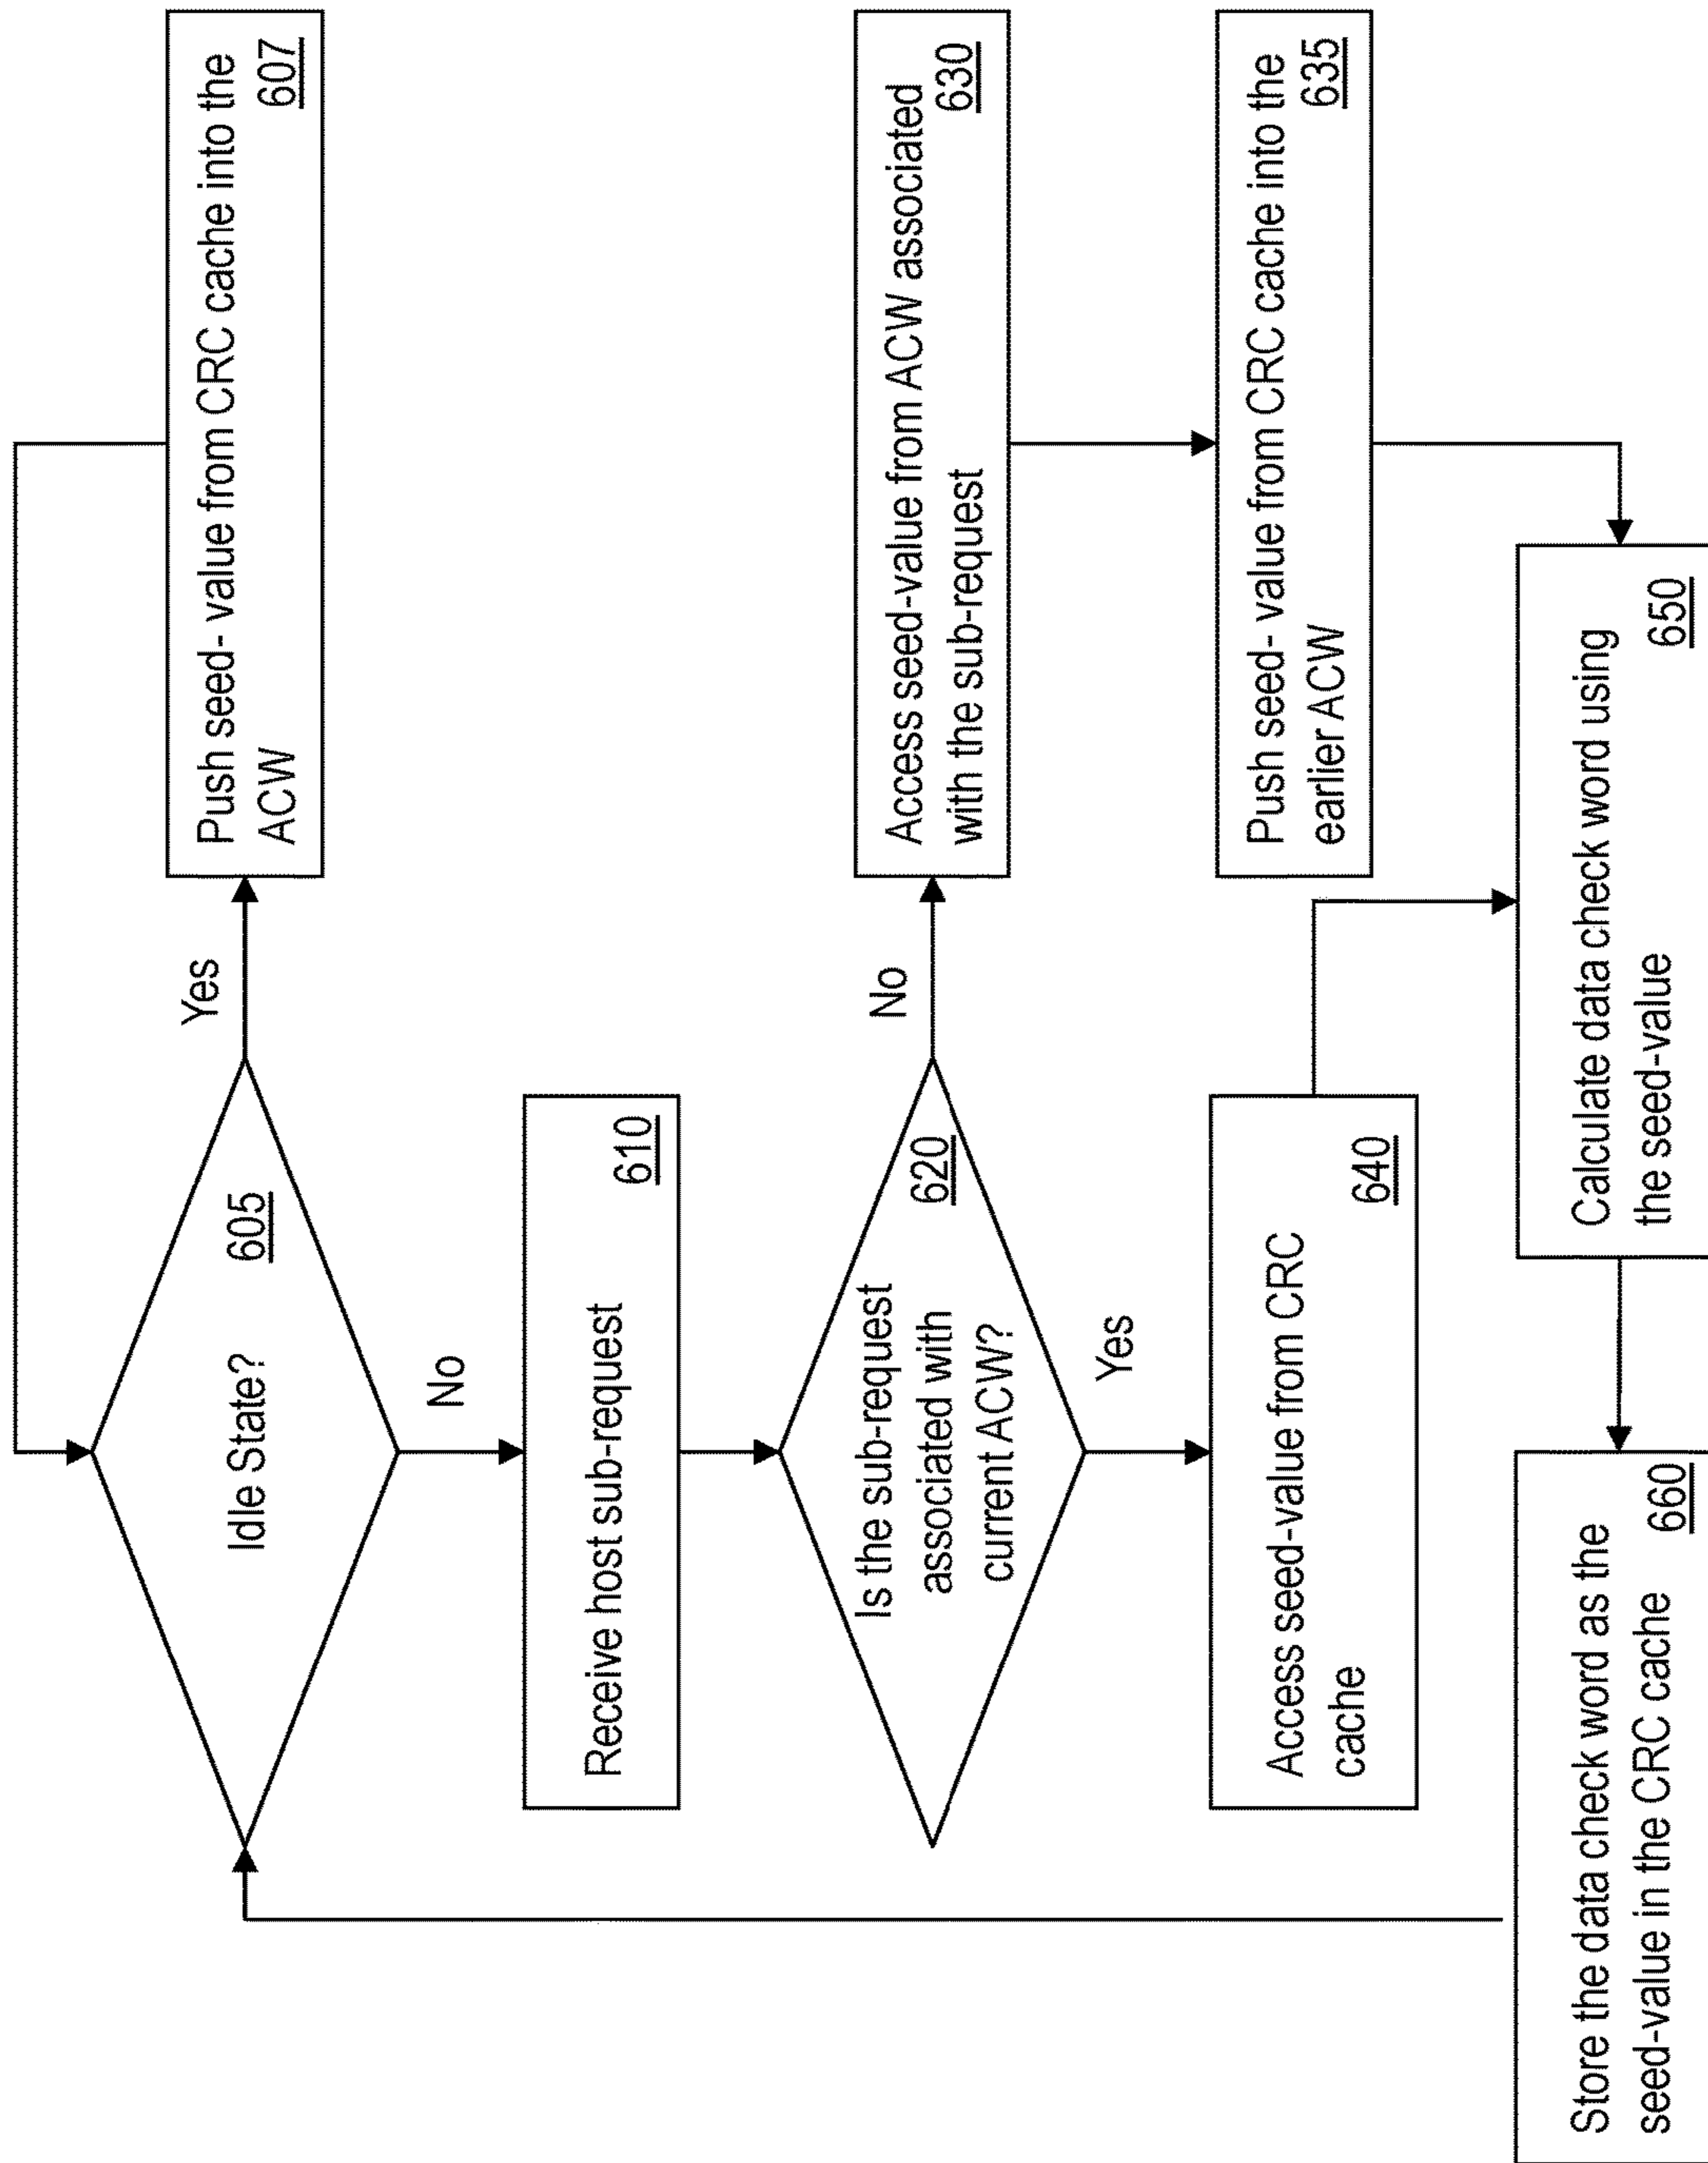 Idle State?
605
Yes
Push seed- value from CRC cache into the
ACW
607
No
Receive host sub-request
610
Is the sub-request
associated with
current ACW?
620
No
Access seed-value from ACW associated
with the sub-request
630
Push seed- value from CRC cache into the
earlier ACW
635
Yes
Access seed-value from CRC
cache
640
Calculate data check word using
the seed-value
650
Store the data check word as the
seed-value in the CRC cache
660